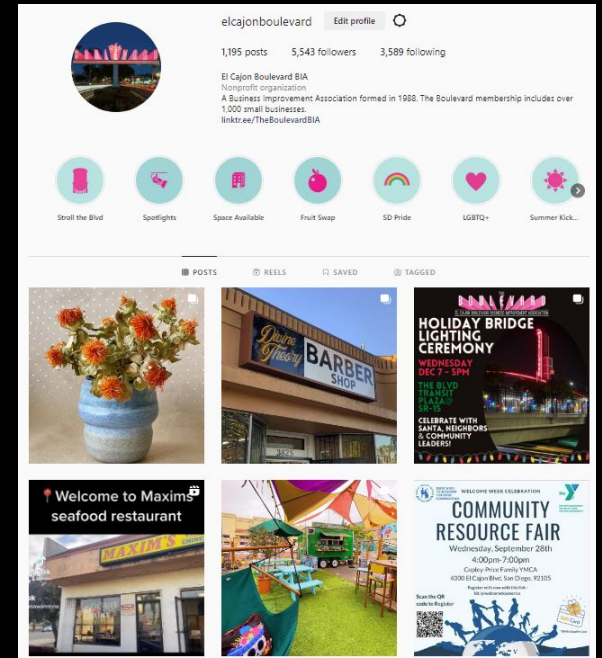 elcajonboulevard Edit profile
1,195 posts 5,543 followers 3,589 following
El Cajon Boulevard BIA
Nonprofit organization
A Business Improvement Association formed in 1988. The Boulevard membership includes over
1,000 small businesses.
linktr.ee/TheBoulevardBIA
Stroll the Blvd
Spotlights
Space Available
Fruit Swap
SD Pride
LGBTQ+
Summer Kick...
POSTS REELS SAVED TAGGED
Divine
Theory
BARBER
SHOP
THE
BOULEVARD
EL CAJON BOULEVARD BUSINESS IMPROVEMENT ASSOCIATION
HOLIDAY BRIDGE
LIGHTING
CEREMONY
WEDNESDAY
DEC 7 - 5PM
THE BLVD
TRANSIT
PLAZA@
SR-15
CELEBRATE WITH
SANTA, NEIGHBORS
& COMMUNITY
LEADERS!
Welcome to Maxims
seafood restaurant
MAXIM'S
WELCOME WEEK CELEBRATION
COMMUNITY
RESOURCE FAIR
Wednesday, September 28th
4:00pm-7:00pm
Copley-Price Family YMCA
4300 El Cajon Blvd, San Diego, 92105
Scan the QR
code to Register